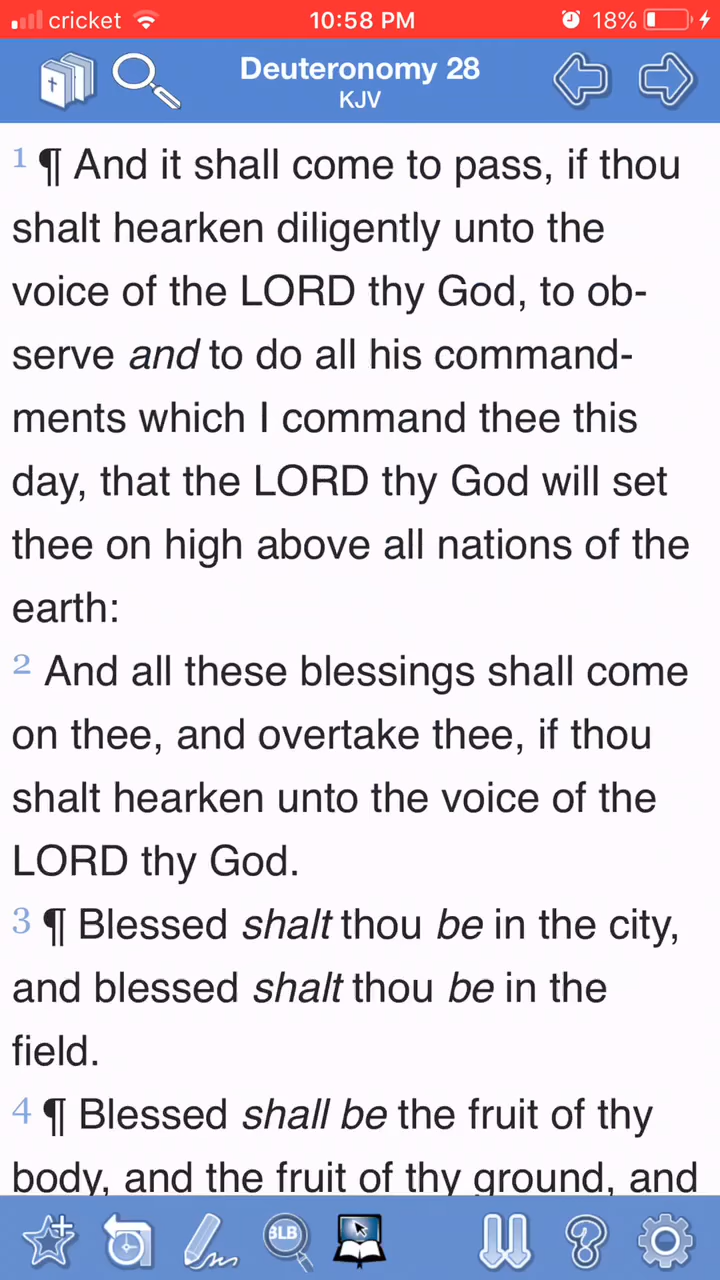 cricket 10:58 PM 18%
Deuteronomy 28
KJV
1 ¶ And it shall come to pass, if thou
shalt hearken diligently unto the
voice of the LORD thy God, to ob-
serve and to do all his command-
ments which I command thee this
day, that the LORD thy God will set
thee on high above all nations of the
earth:
2 And all these blessings shall come
on thee, and overtake thee, if thou
shalt hearken unto the voice of the
LORD thy God.
3 ¶ Blessed shalt thou be in the city,
and blessed shalt thou be in the
field.
4 ¶ Blessed shall be the fruit of thy
body, and the fruit of thy ground, and
BLB